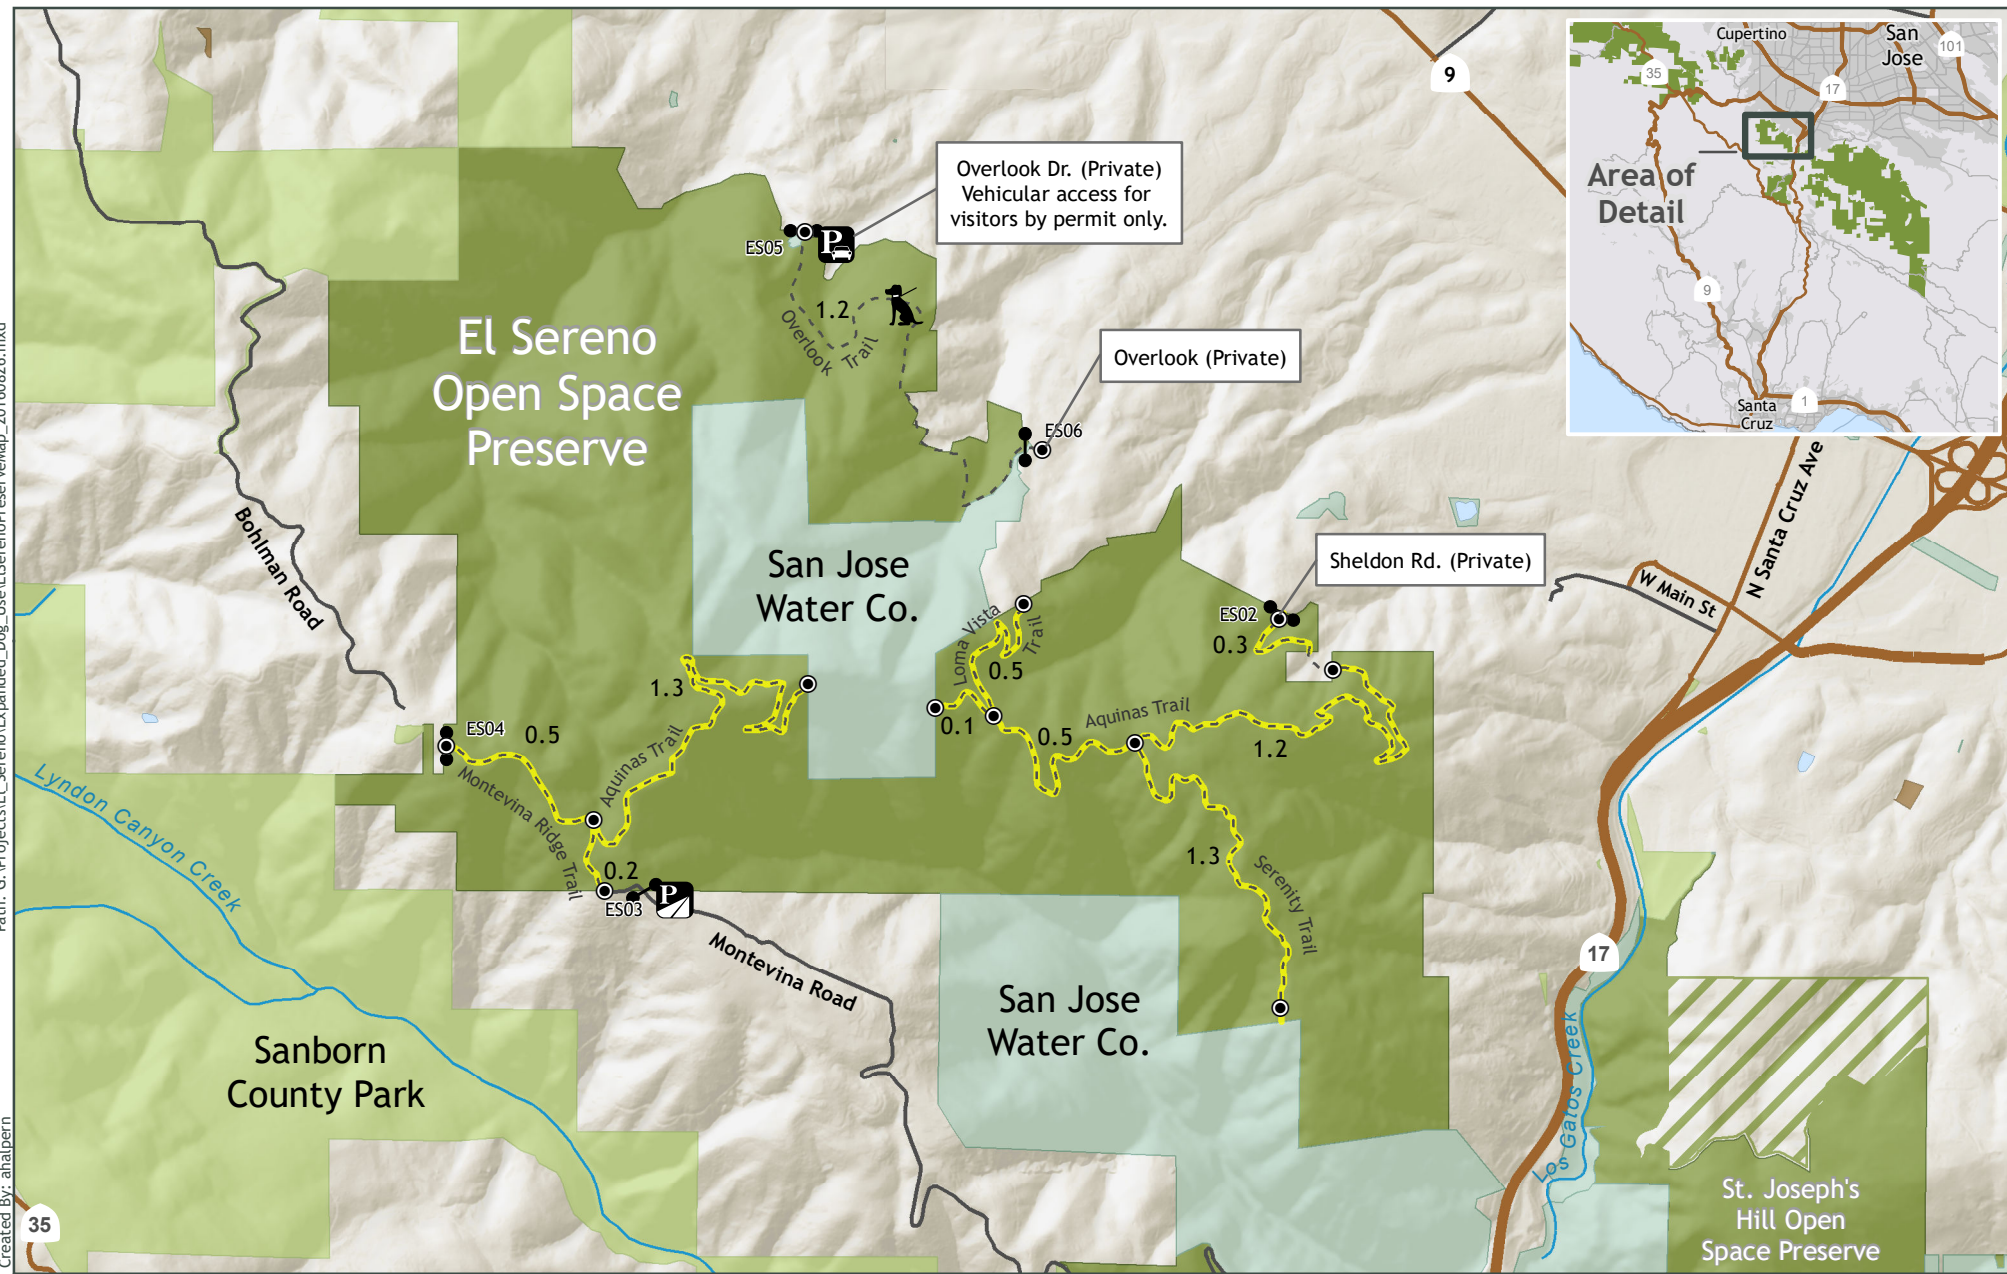 9
Cupertino
San
Jose
101
35
17
Area of
Detail
9
Santa
Cruz
1
Overlook Dr. (Private)
Vehicular access for
visitors by permit only.
ES05
P
1.2
Overlook Trail
El Sereno
Open Space
Preserve
Overlook (Private)
ES06
N Santa Cruz Ave
W Main St
Sheldon Rd. (Private)
ES02
0.3
San Jose
Water Co.
Bohlman Road
Loma Vista
Trail
0.5
1.3
0.1
0.5
Aquinas Trail
1.2
ES04
0.5
Aquinas Trail
Montevina Ridge Trail
0.2
ES03
P
Montevina Road
1.3
Serenity Trail
Lyndon Canyon Creek
17
San Jose
Water Co.
Sanborn
County Park
Los Gatos Creek
St. Joseph's
Hill Open
Space Preserve
35
Created By: ahalpern